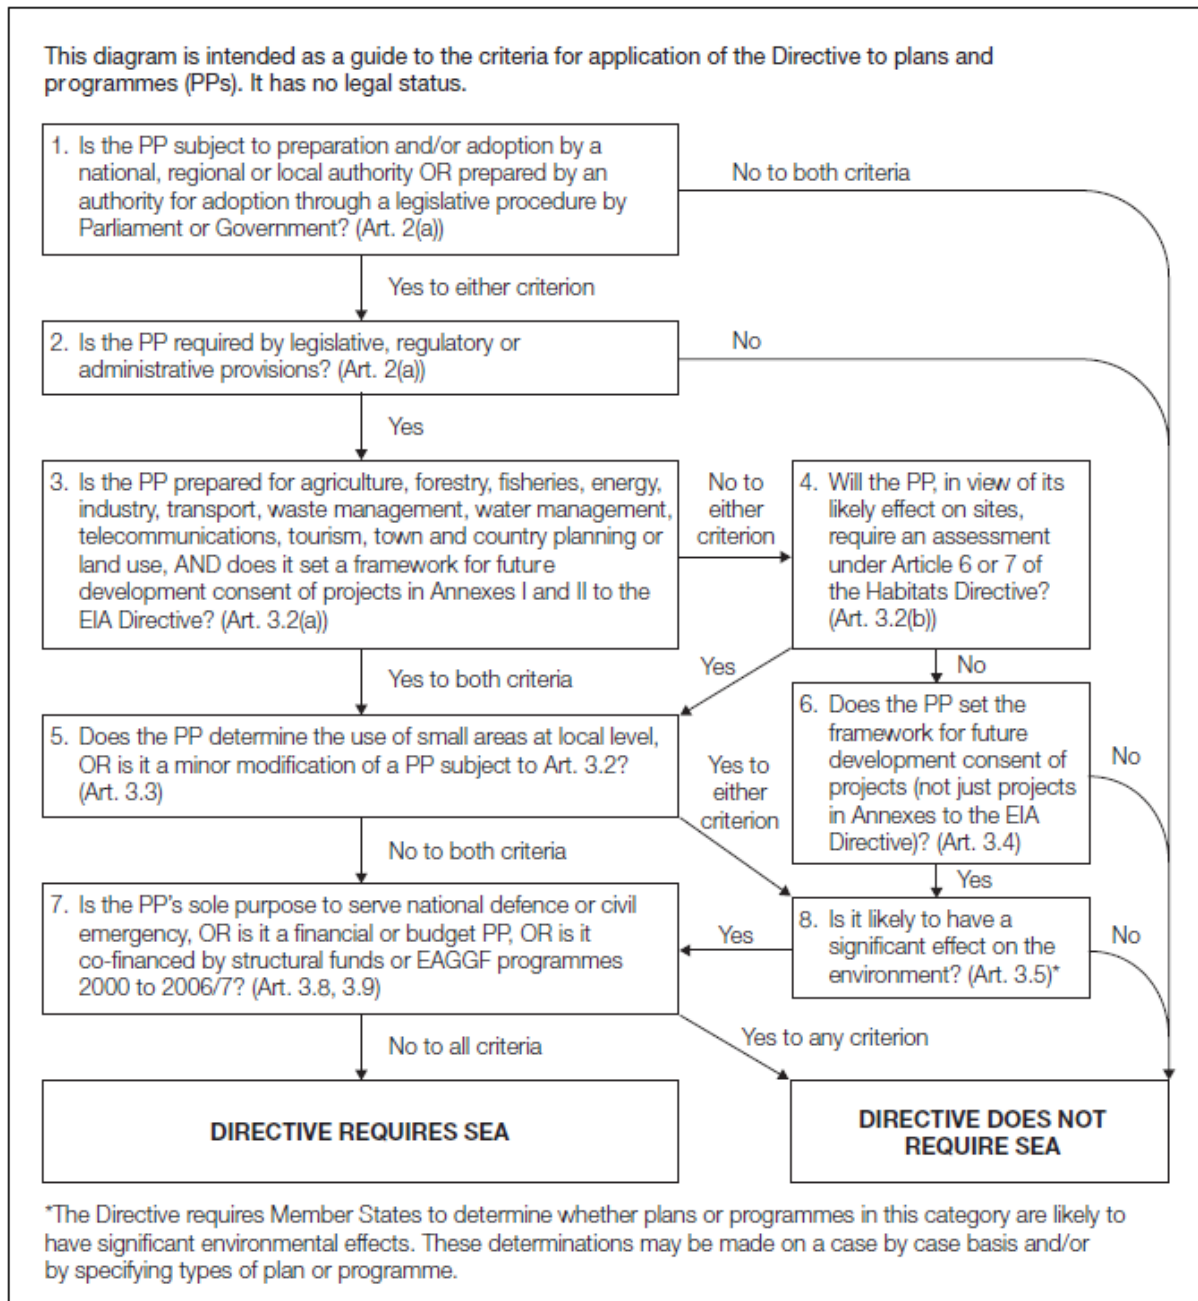 This diagram is intended as a guide to the criteria for application of the Directive to plans and
programmes (PPs). It has no legal status.
1. Is the PP subject to preparation and/or adoption by a
national, regional or local authority OR prepared by an
authority for adoption through a legislative procedure by
Parliament or Government? (Art. 2(a))
No to both criteria
Yes to either criterion
2. Is the PP required by legislative, regulatory or
administrative provisions? (Art. 2(a))
No
Yes
3. Is the PP prepared for agriculture, forestry, fisheries, energy,
industry, transport, waste management, water management,
telecommunications, tourism, town and country planning or
land use, AND does it set a framework for future
development consent of projects in Annexes I and II to the
EIA Directive? (Art. 3.2(a))
No to
either
criterion
4. Will the PP, in view of its
likely effect on sites,
require an assessment
under Article 6 or 7 of
the Habitats Directive?
(Art. 3.2(b))
Yes to both criteria
Yes
No
5. Does the PP determine the use of small areas at local level,
OR is it a minor modification of a PP subject to Art. 3.2?
(Art. 3.3)
Yes to
either
criterion
6. Does the PP set the
framework for future
development consent of
projects (not just projects
in Annexes to the EIA
Directive)? (Art. 3.4)
No
No to both criteria
Yes
7. Is the PP's sole purpose to serve national defence or civil
emergency, OR is it a financial or budget PP, OR is it
co-financed by structural funds or EAGGF programmes
2000 to 2006/7? (Art. 3.8, 3.9)
Yes
8. Is it likely to have a
significant effect on the
environment? (Art. 3.5)*
No
No to all criteria
Yes to any criterion
DIRECTIVE REQUIRES SEA
DIRECTIVE DOES NOT
REQUIRE SEA
*The Directive requires Member States to determine whether plans or programmes in this category are likely to
have significant environmental effects. These determinations may be made on a case by case basis and/or
by specifying types of plan or programme.